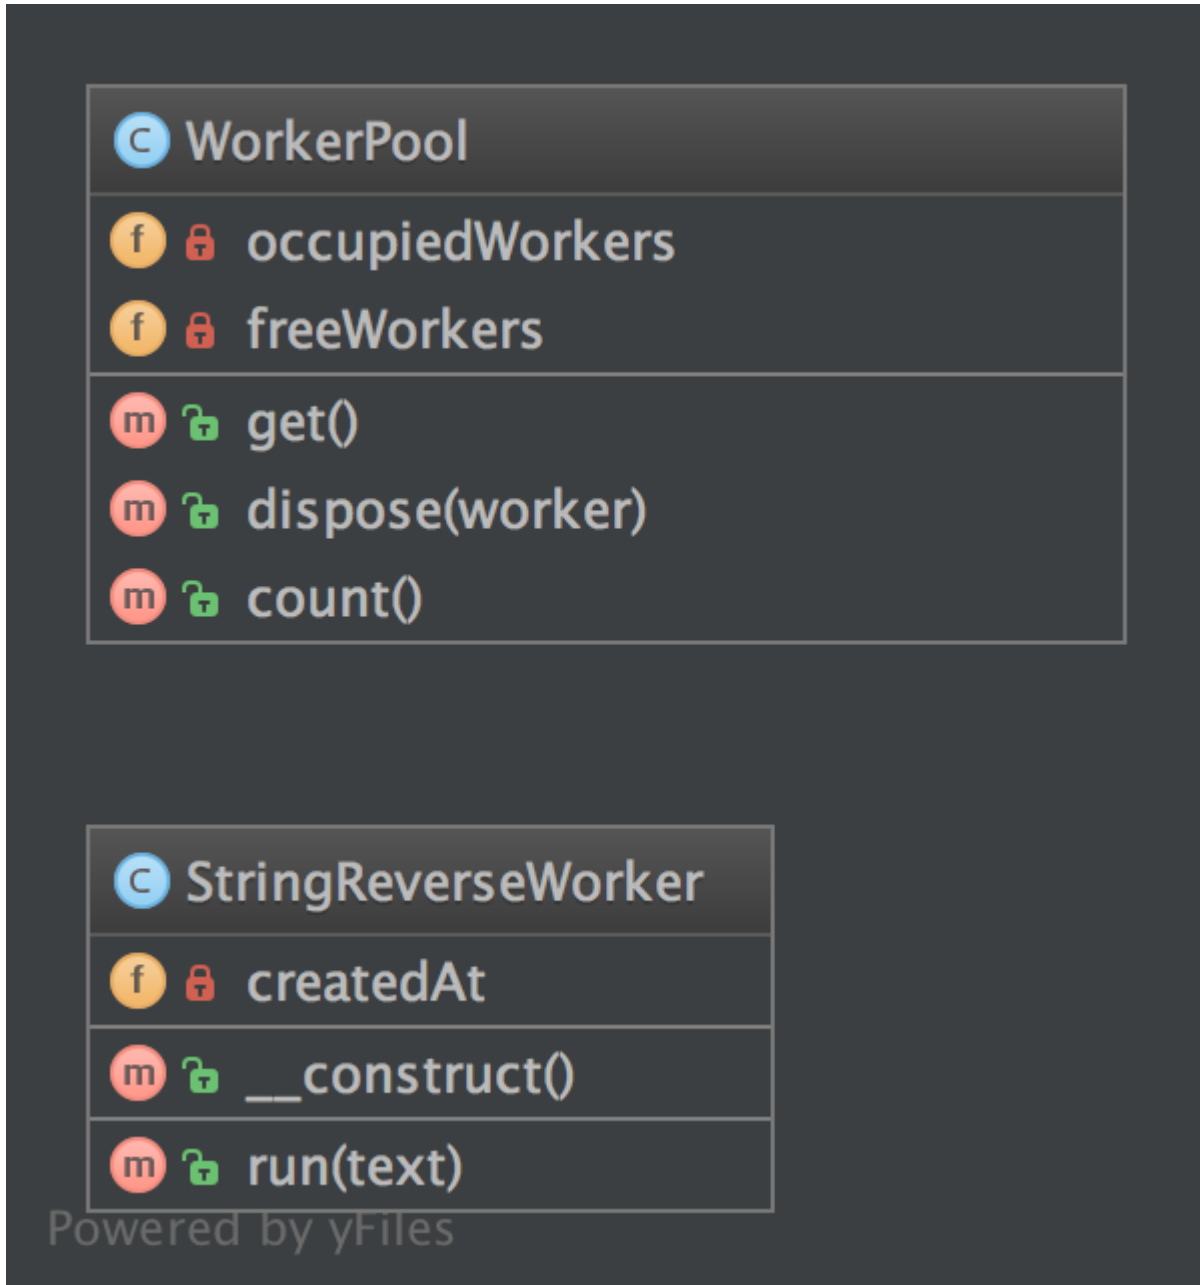 C WorkerPool
f occupiedWorkers
f freeWorkers
m get()
m dispose(worker)
m count()
C StringReverseWorker
f createdAt
m __construct()
m run(text)
Powered by yFiles